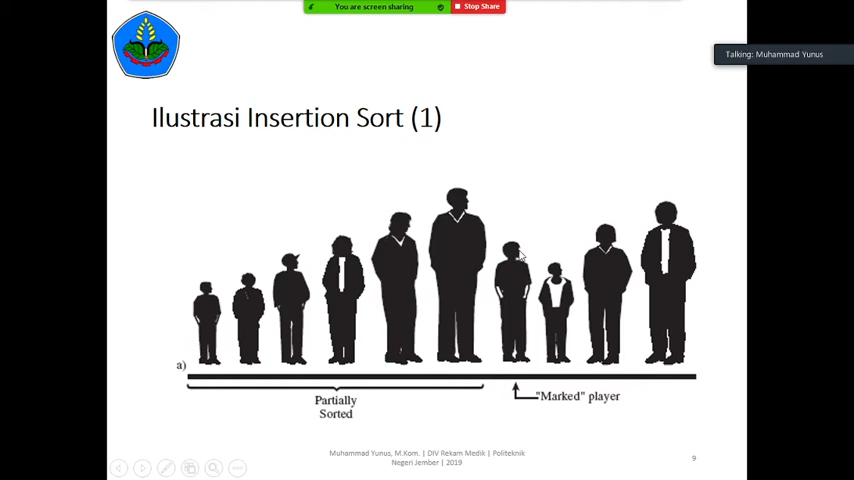 You are screen sharing
Stop Share
Talking: Muhammad Yunus
Ilustrasi Insertion Sort (1)
a)
Partially
Sorted
"Marked" player
Muhammad Yunus, M.Kom. | DIV Rekam Medik | Politeknik
Negeri Jember | 2019
9